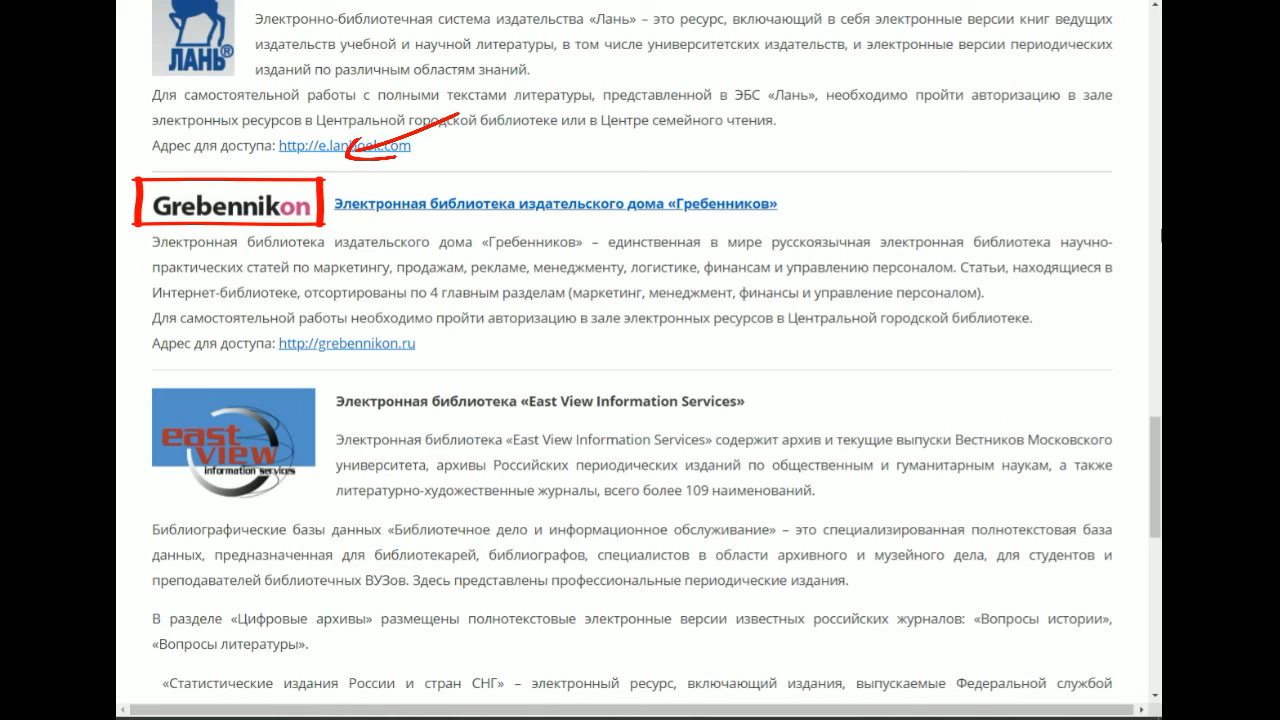 Электронно-библиотечная система издательства «Лань» – это ресурс, включающий в себя электронные версии книг ведущих
издательств учебной и научной литературы, в том числе университетских издательств, и электронные версии периодических
ЛАНЬ®
изданий по различным областям знаний.
Для самостоятельной работы с полными текстами литературы, представленной в ЭБС «Лань», необходимо пройти авторизацию в зале
электронных ресурсов в Центральной городской библиотеке или в Центре семейного чтения.
Адрес для доступа: http://e.lanbook.com
Grebennikon Электронная библиотека издательского дома «Гребенников»
Электронная библиотека издательского дома «Гребенников» – единственная в мире русскоязычная электронная библиотека научно-
практических статей по маркетингу, продажам, рекламе, менеджменту, логистике, финансам и управлению персоналом. Статьи, находящиеся в
Интернет-библиотеке, отсортированы по 4 главным разделам (маркетинг, менеджмент, финансы и управление персоналом).
Для самостоятельной работы необходимо пройти авторизацию в зале электронных ресурсов в Центральной городской библиотеке.
Адрес для доступа: http://grebennikon.ru
Электронная библиотека «East View Information Services»
east
view
information services
Электронная библиотека «East View Information Services» содержит архив и текущие выпуски Вестников Московского
университета, архивы Российских периодических изданий по общественным и гуманитарным наукам, а также
литературно-художественные журналы, всего более 109 наименований.
Библиографические базы данных «Библиотечное дело и информационное обслуживание» – это специализированная полнотекстовая база
данных, предназначенная для библиотекарей, библиографов, специалистов в области архивного и музейного дела, для студентов и
преподавателей библиотечных ВУЗов. Здесь представлены профессиональные периодические издания.
В разделе «Цифровые архивы» размещены полнотекстовые электронные версии известных российских журналов: «Вопросы истории»,
«Вопросы литературы».
«Статистические издания России и стран СНГ» – электронный ресурс, включающий издания, выпускаемые Федеральной службой